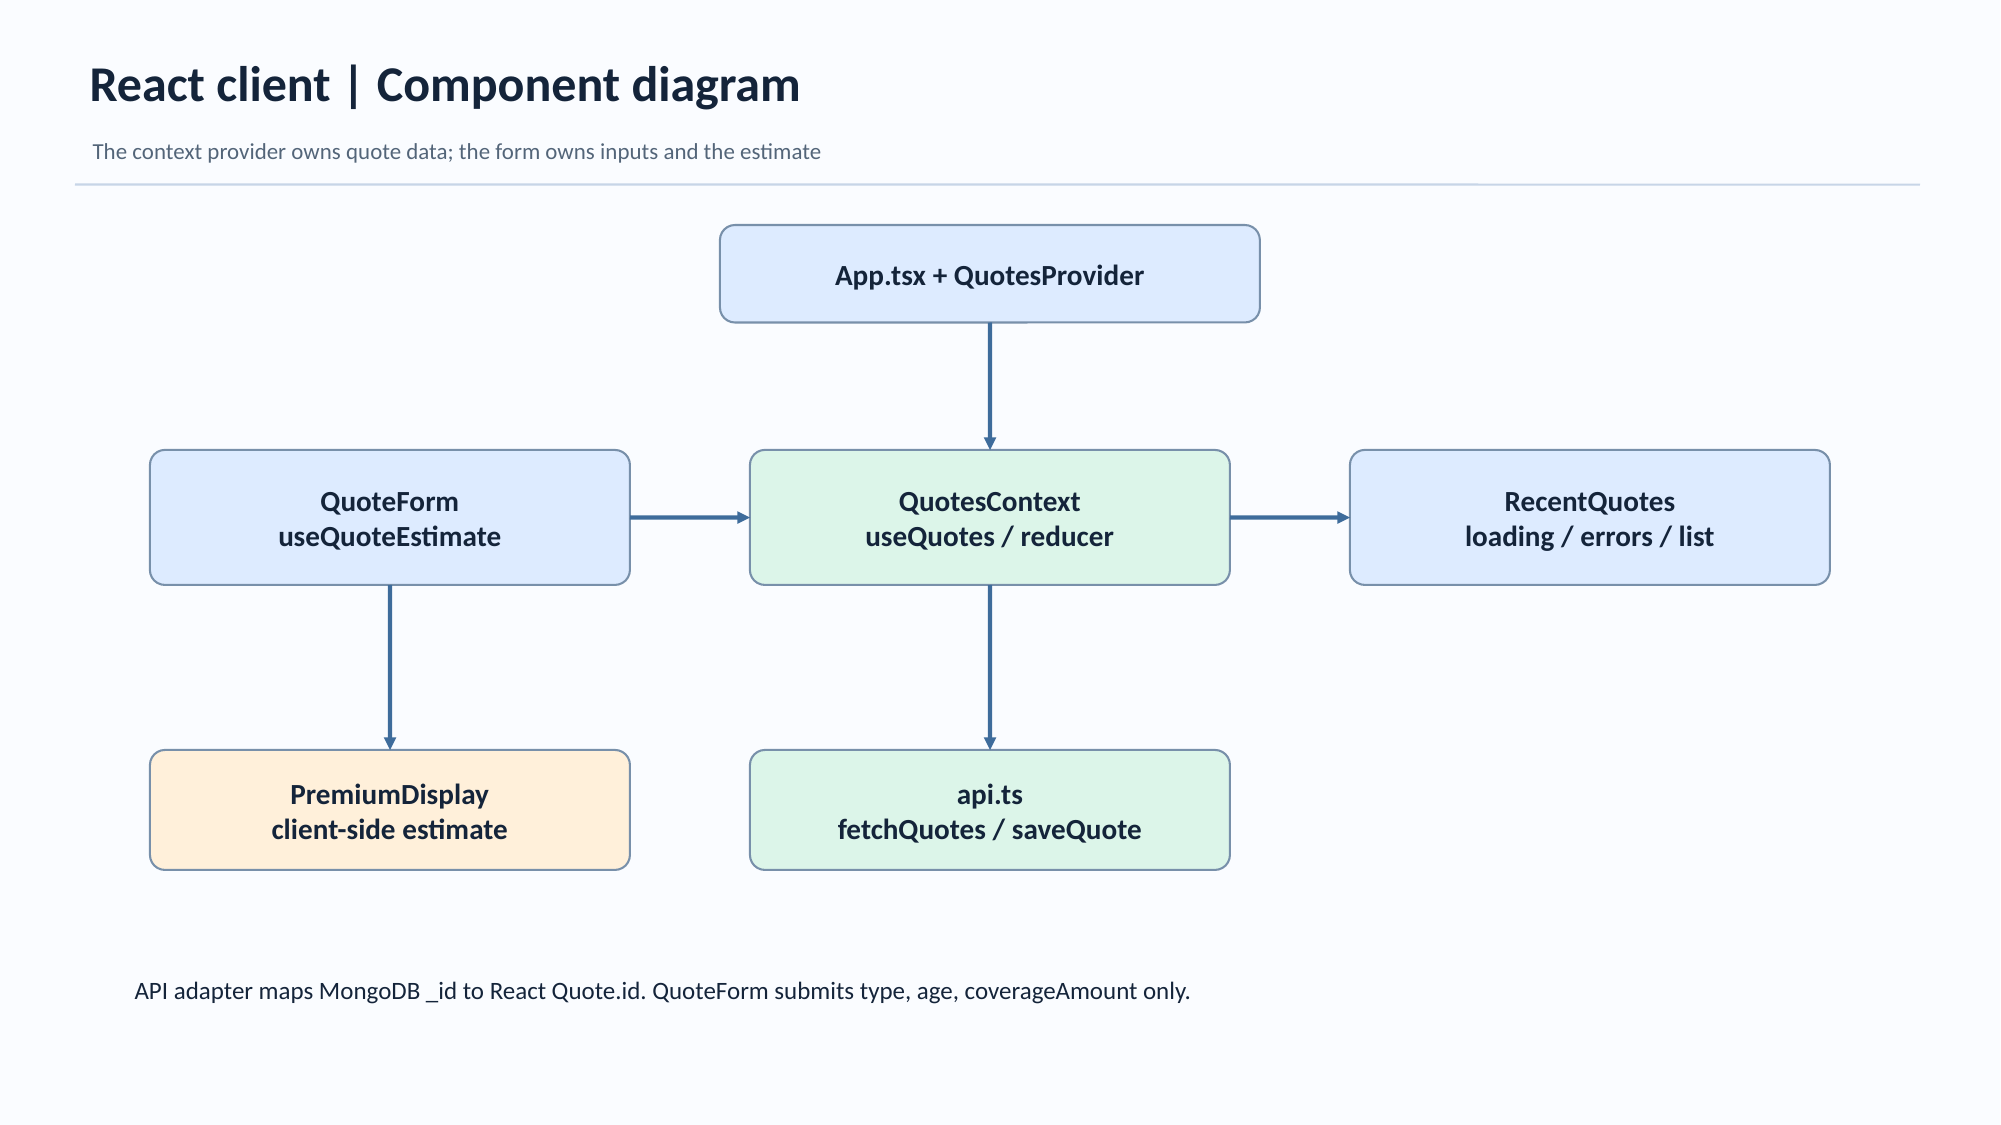 React client | Component diagram
The context provider owns quote data; the form owns inputs and the estimate
App.tsx + QuotesProvider
QuoteForm
useQuoteEstimate
QuotesContext
useQuotes / reducer
RecentQuotes
loading / errors / list
PremiumDisplay
client-side estimate
api.ts
fetchQuotes / saveQuote
API adapter maps MongoDB _id to React Quote.id. QuoteForm submits type, age, coverageAmount only.